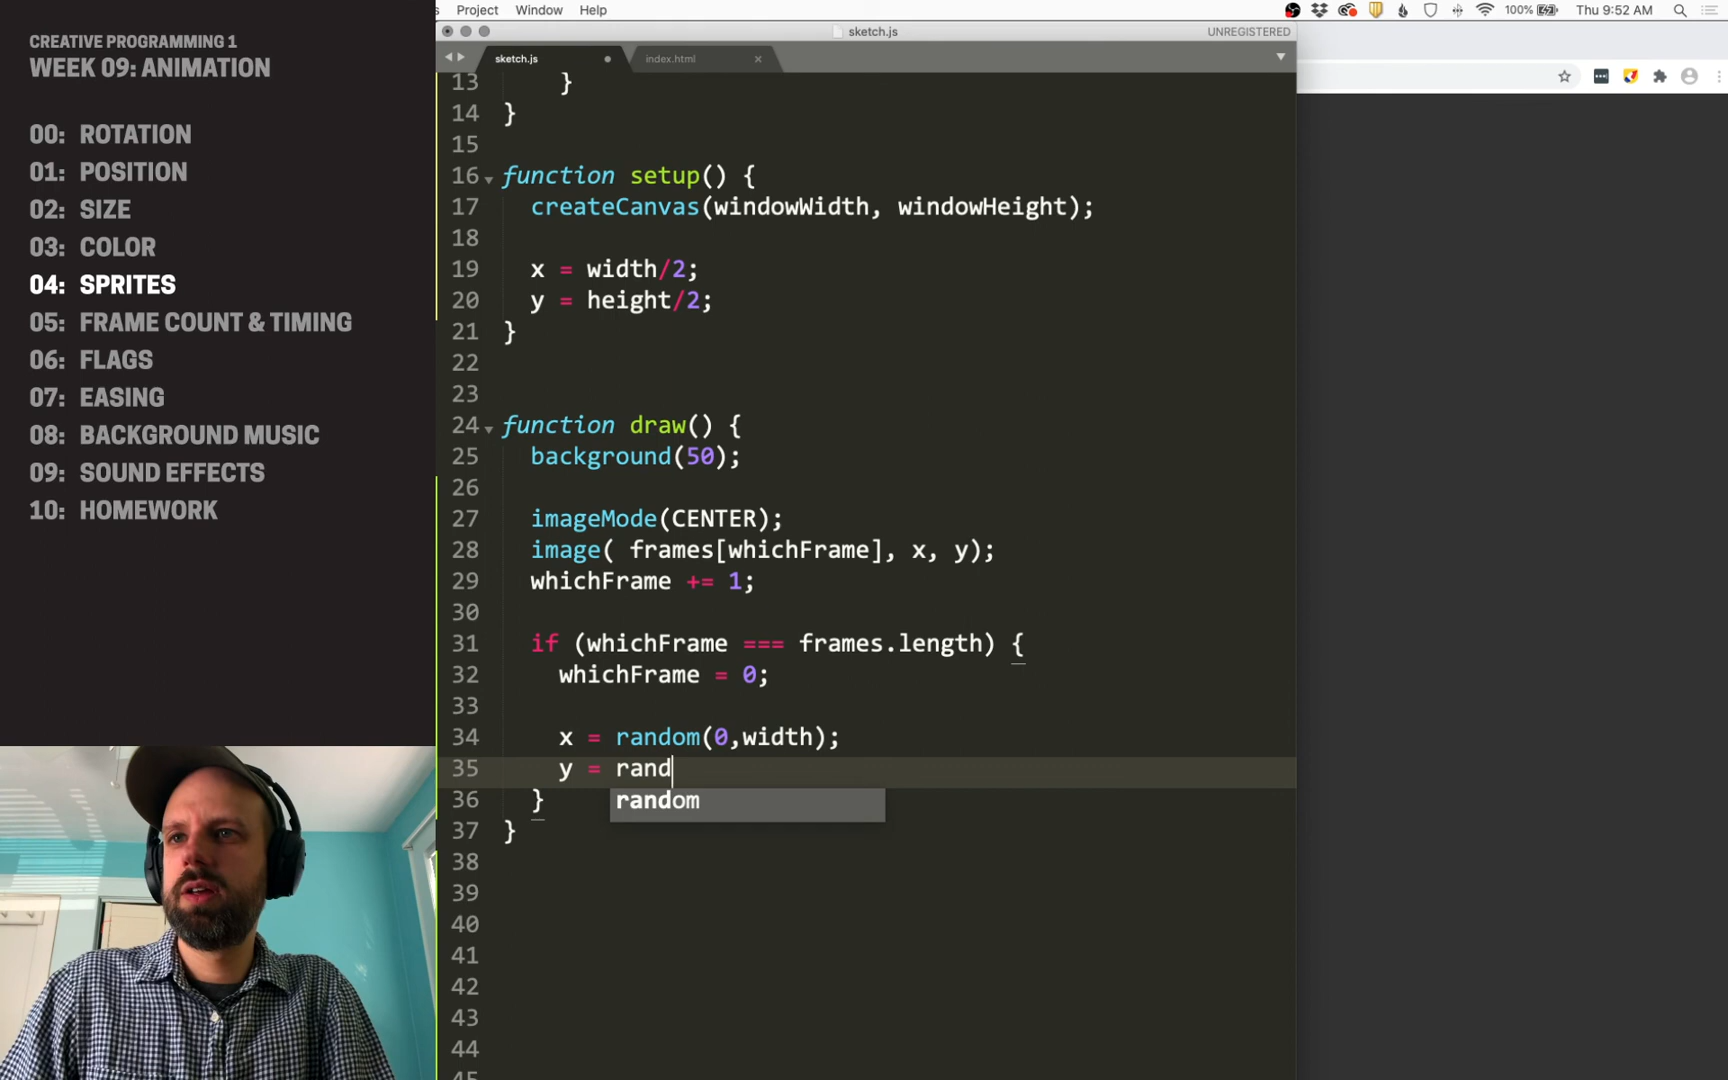 CREATIVE PROGRAMMING 1
WEEK 09: ANIMATION
00: ROTATION
01: POSITION
02: SIZE
03: COLOR
04: SPRITES
05: FRAME COUNT & TIMING
06: FLAGS
07: EASING
08: BACKGROUND MUSIC
09: SOUND EFFECTS
10: HOMEWORK
s Project Window Help
100% Thu 9:52 AM
sketch.js
UNREGISTERED
sketch.js
index.html
13 }
14 }
15
16 function setup() {
17 createCanvas(windowWidth, windowHeight);
18
19 x = width/2;
20 y = height/2;
21 }
22
23
24 function draw() {
25 background(50);
26
27 imageMode(CENTER);
28 image( frames[whichFrame], x, y);
29 whichFrame += 1;
30
31 if (whichFrame === frames.length) {
32 whichFrame = 0;
33
34 x = random(0,width);
35 y = rand
random
36 }
37 }
38
39
40
41
42
43
44
45